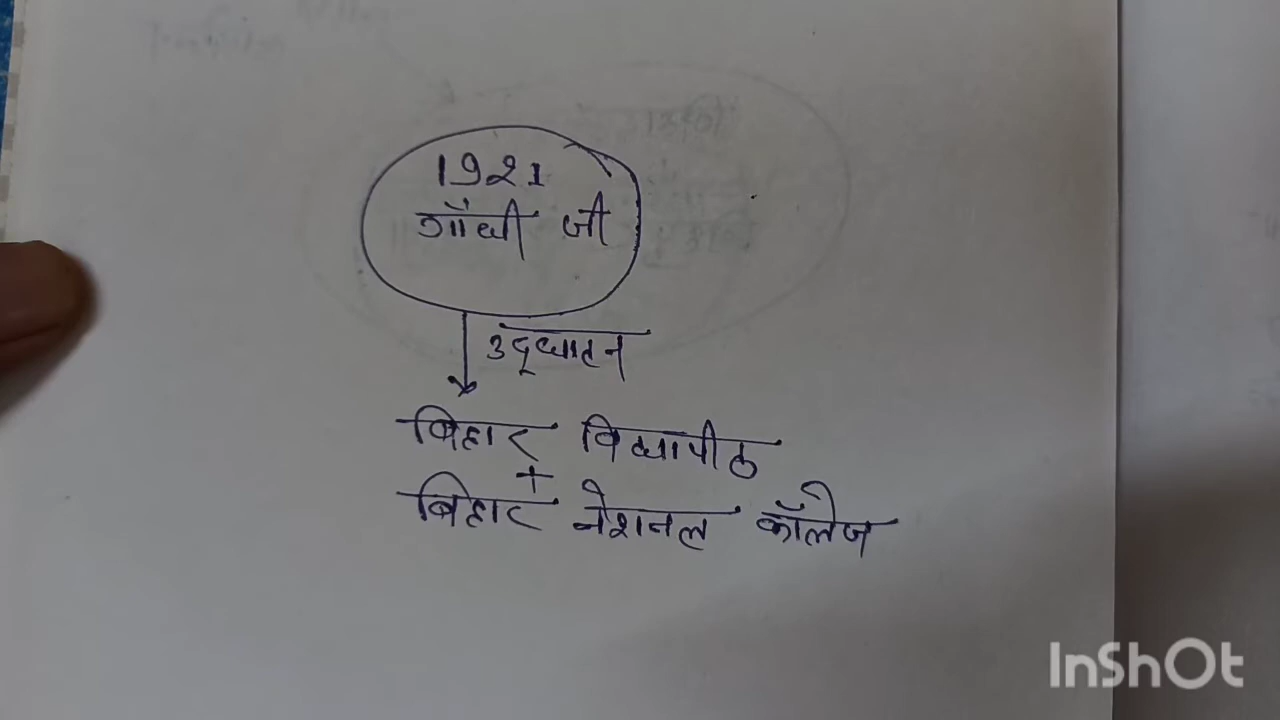 1921
गाँधी जी
उद्घाटन
बिहार विद्यापीठ
+
बिहार नेशनल कॉलेज
InShOt